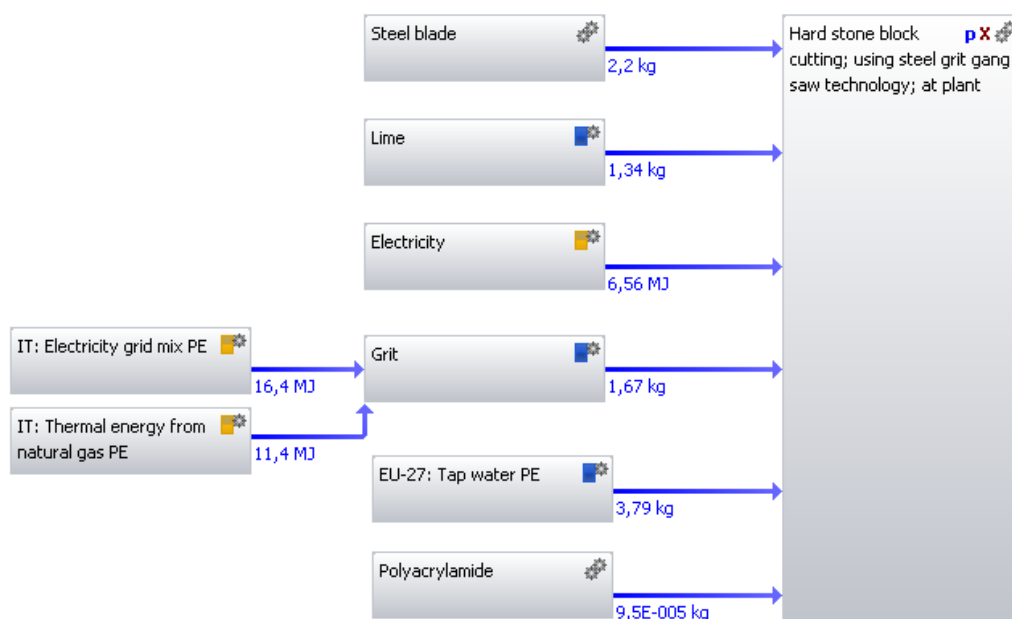 Steel blade
2,2 kg
Hard stone block p X
cutting; using steel grit gang
saw technology; at plant
Lime
1,34 kg
Electricity
6,56 MJ
IT: Electricity grid mix PE
16,4 MJ
Grit
1,67 kg
IT: Thermal energy from
natural gas PE
11,4 MJ
EU-27: Tap water PE
3,79 kg
Polyacrylamide
9,5E-005 kg